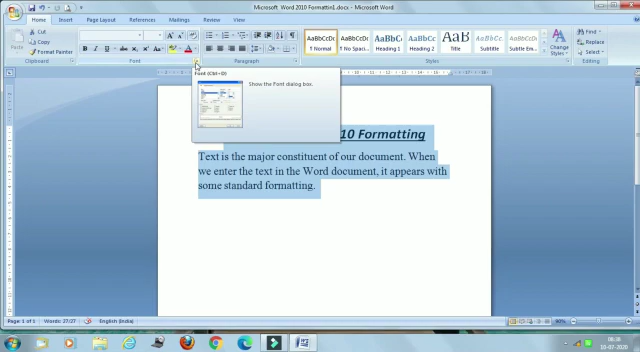 Microsoft Word 2010 Formattin1.docx - Microsoft Word
Home Insert Page Layout References Mailings Review View
Paste
Cut
Copy
Format Painter
AaBbCcDc AaBbCcDc AaBbCc AaBbCc AaB AaBbCc. AaBbCcDc
¶ Normal ¶ No Spaci... Heading 1 Heading 2 Title Subtitle Subtle Em...
Change
Styles
Find
Replace
Select
Clipboard Font Paragraph Styles Editing
Font (Ctrl+D)
Show the Font dialog box.
10 Formatting
Text is the major constituent of our document. When
we enter the text in the Word document, it appears with
some standard formatting.
Page: 1 of 1 Words: 27/27 English (India) 90%
08:38
10-07-2020